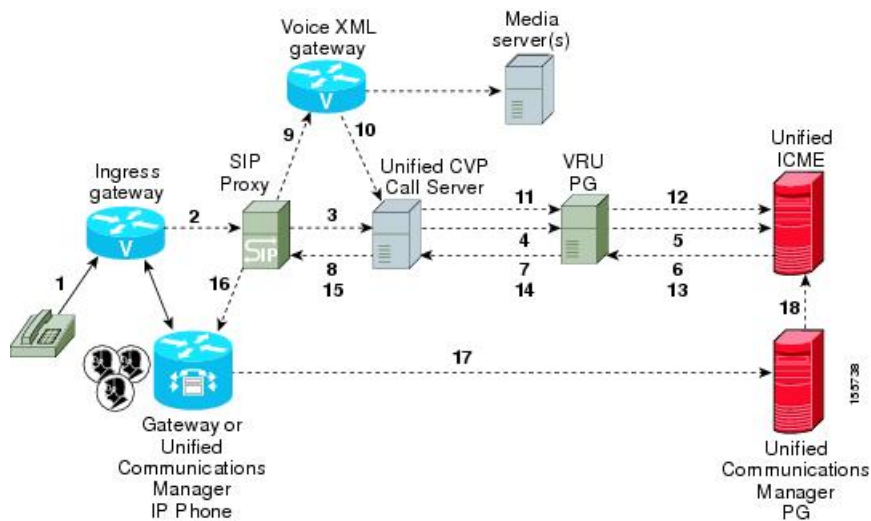 Voice XML
gateway
Media
server(s)
V
9
10
Ingress
gateway
SIP
Proxy
Unified CVP
Call Server
VRU
PG
Unified
ICME
V
2
SIP
3
11
12
4
5
1
16
8
7
6
15
14
13
18
17
155738
Gateway or
Unified
Communications
Manager
IP Phone
Unified
Communications
Manager
PG